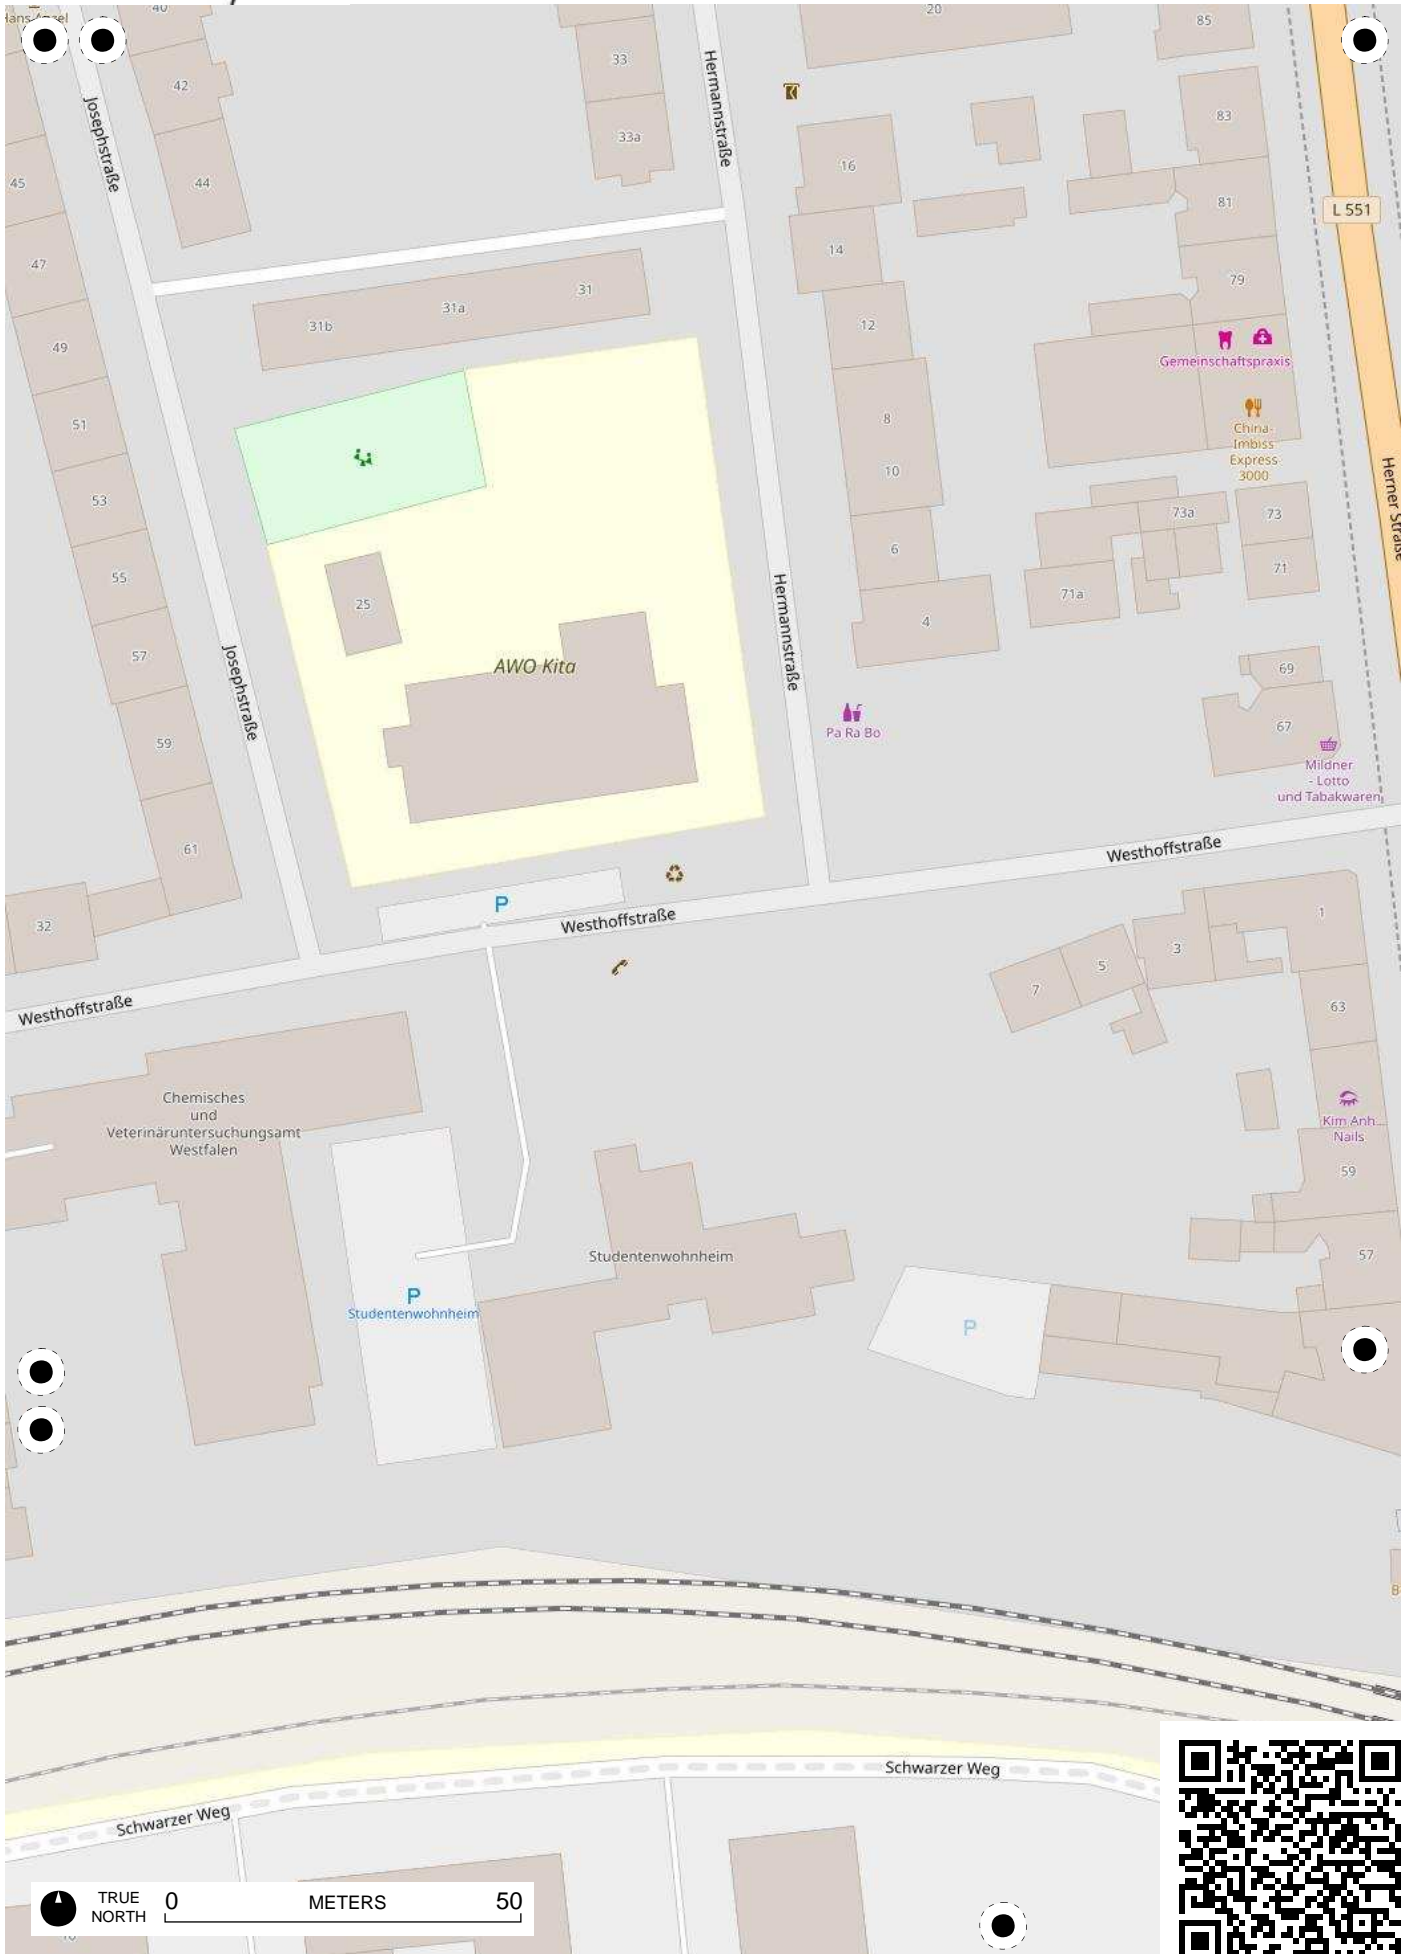 Hans Ansel
40
42
44
33
33a
20
85
83
81
79
16
14
12
8
10
6
4
45
47
49
51
53
55
57
59
61
32
31b
31a
31
Josephstraße
Hermannstraße
L 551
Gemeinschaftspraxis
China-
Imbiss
Express
3000
Herner Straße
73a
73
71
71a
69
67
25
AWO Kita
Josephstraße
Hermannstraße
Pa Ra Bo
Mildner
- Lotto
und Tabakwaren
Westhoffstraße
P
Westhoffstraße
Westhoffstraße
1
3
5
7
63
Kim Anh
Nails
59
57
Chemisches
und
Veterinäruntersuchungsamt
Westfalen
Studentenwohnheim
P
Studentenwohnheim
P
B
Schwarzer Weg
Schwarzer Weg
TRUE
NORTH
0 METERS 50